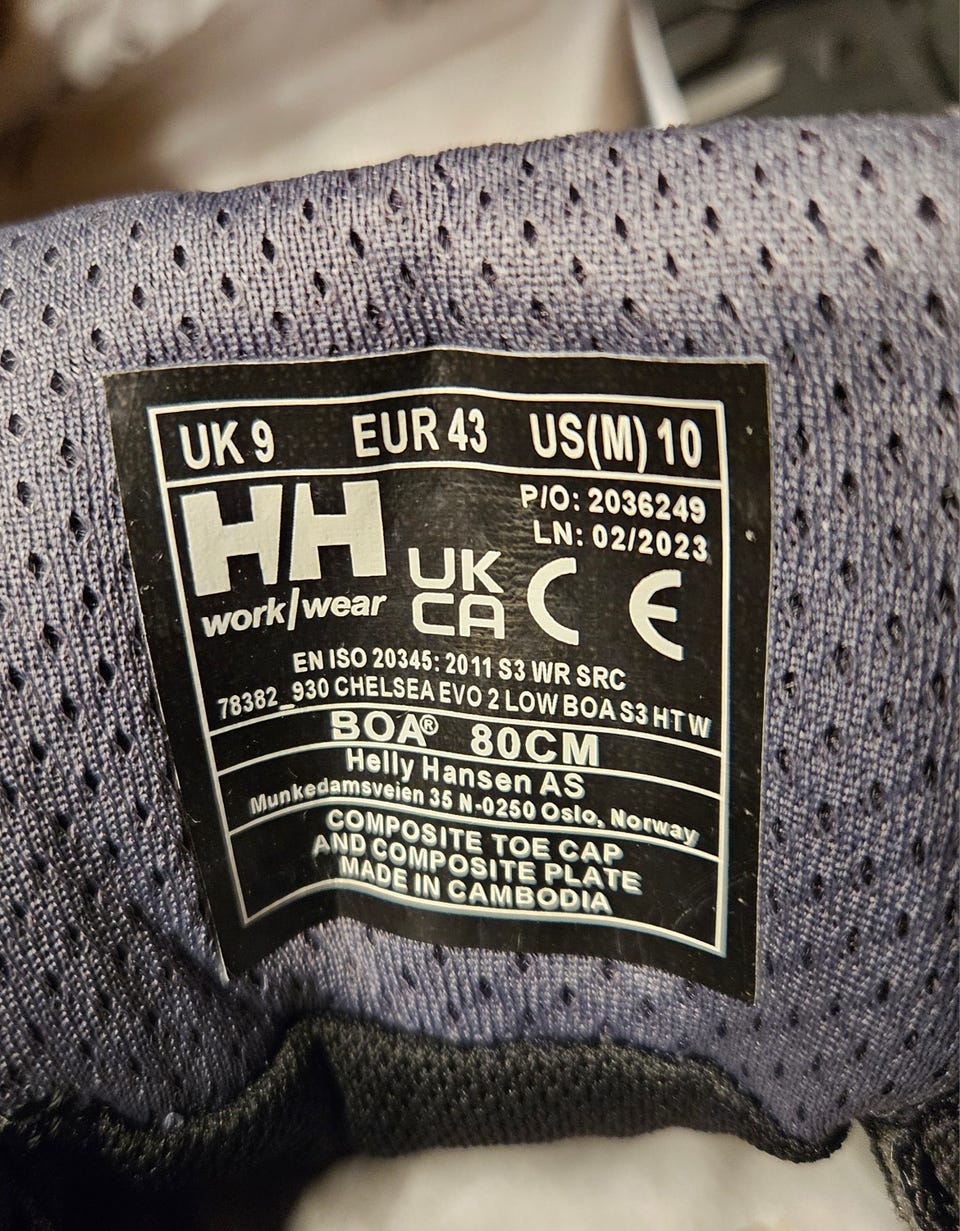 UK 9 EUR 43 US(M) 10
HH
work/wear
P/O: 2036249
LN: 02/2023
UK
CA
CE
EN ISO 20345: 2011 S3 WR SRC
78382_930 CHELSEA EVO 2 LOW BOA S3 HT W
BOA® 80CM
Helly Hansen AS
Munkedamsveien 35 N-0250 Oslo, Norway
COMPOSITE TOE CAP
AND COMPOSITE PLATE
MADE IN CAMBODIA